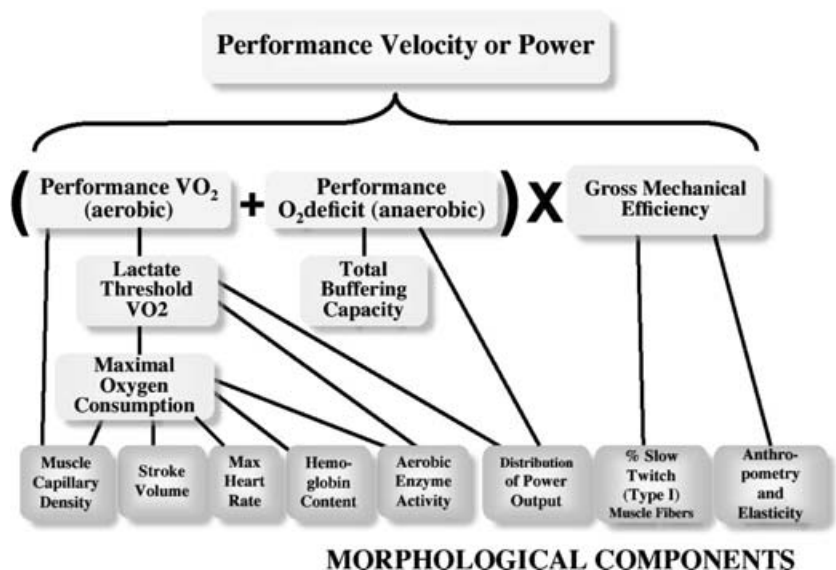 Performance Velocity or Power
(
Performance VO₂
(aerobic)
+
Performance
O₂deficit (anaerobic)
)
X
Gross Mechanical
Efficiency
Lactate
Threshold
VO2
Total
Buffering
Capacity
Maximal
Oxygen
Consumption
Muscle
Capillary
Density
Stroke
Volume
Max
Heart
Rate
Hemo-
globin
Content
Aerobic
Enzyme
Activity
Distribution
of Power
Output
% Slow
Twitch
(Type I)
Muscle Fibers
Anthro-
pometry
and
Elasticity
MORPHOLOGICAL COMPONENTS